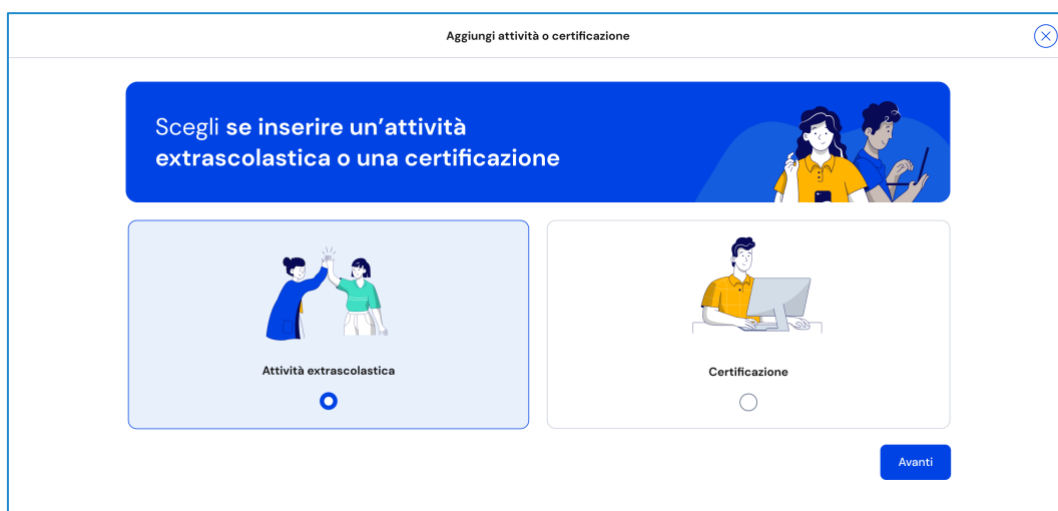 Aggiungi attività o certificazione
Scegli se inserire un'attività
extrascolastica o una certificazione
Attività extrascolastica
Certificazione
Avanti